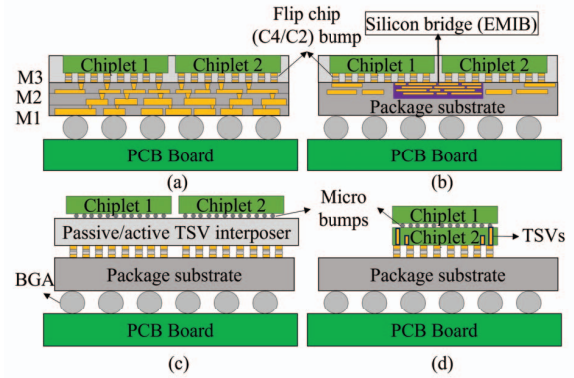 Flip chip
(C4/C2) bump
Silicon bridge (EMIB)
Chiplet 1
Chiplet 2
Chiplet 1
Chiplet 2
M3
M2
M1
Package substrate
PCB Board
PCB Board
(a)
(b)
Chiplet 1
Chiplet 2
Micro
bumps
Chiplet 1
Passive/active TSV interposer
Chiplet 2
TSVs
Package substrate
Package substrate
BGA
PCB Board
PCB Board
(c)
(d)